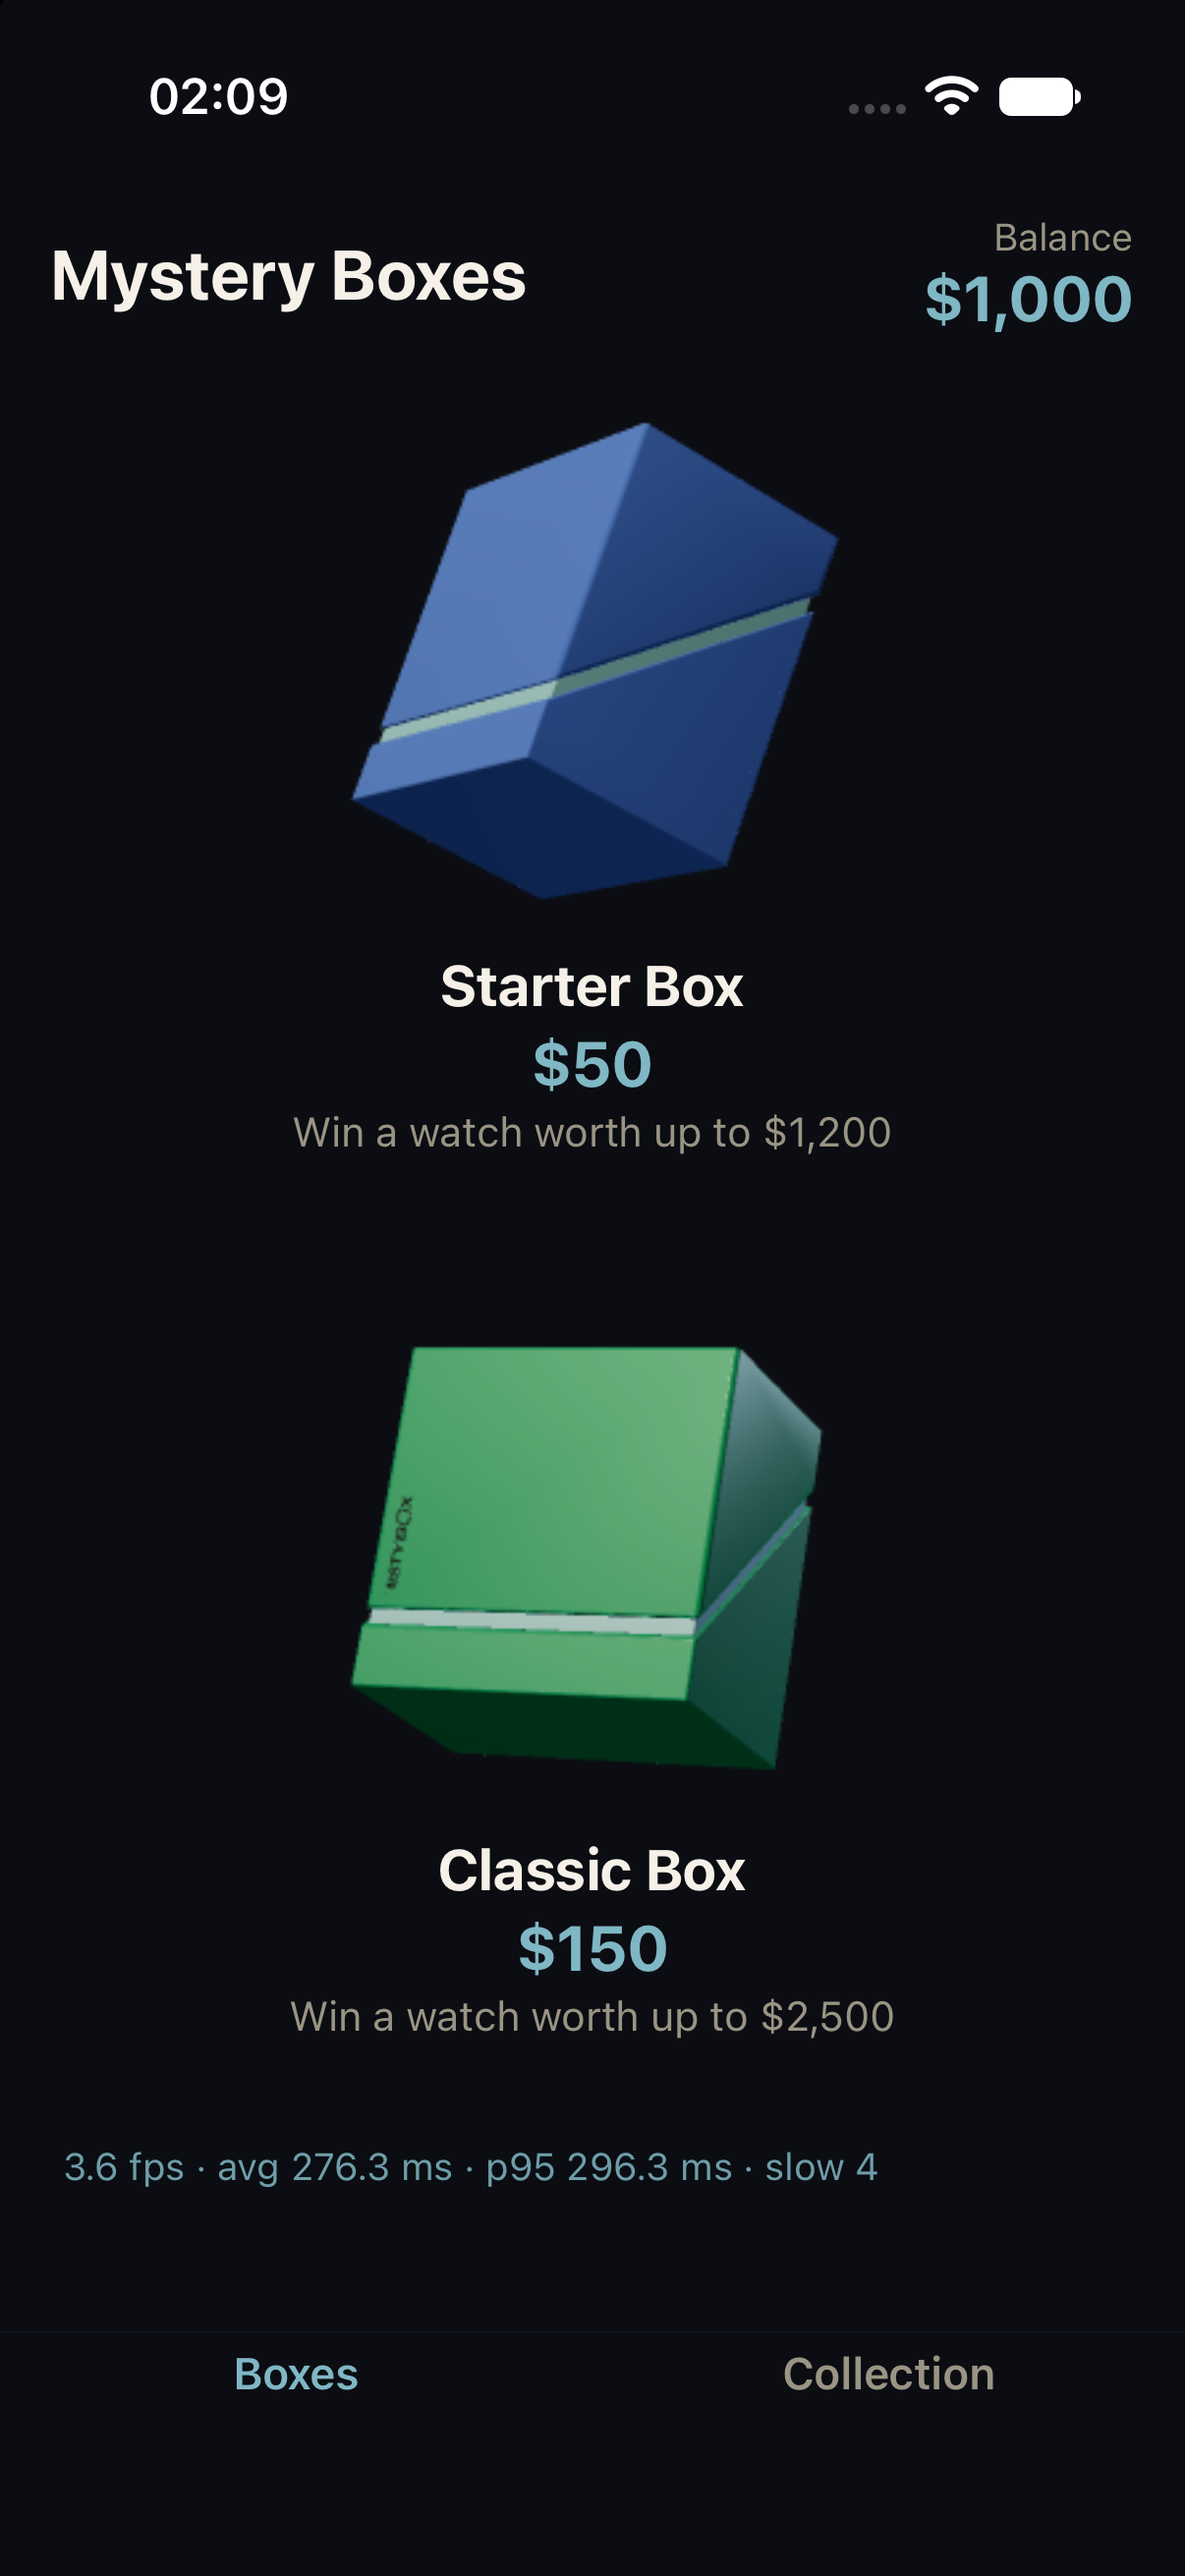 02:09
Mystery Boxes
Balance
$1,000
Starter Box
$50
Win a watch worth up to $1,200
Classic Box
$150
Win a watch worth up to $2,500
3.6 fps · avg 276.3 ms · p95 296.3 ms · slow 4
Boxes
Collection